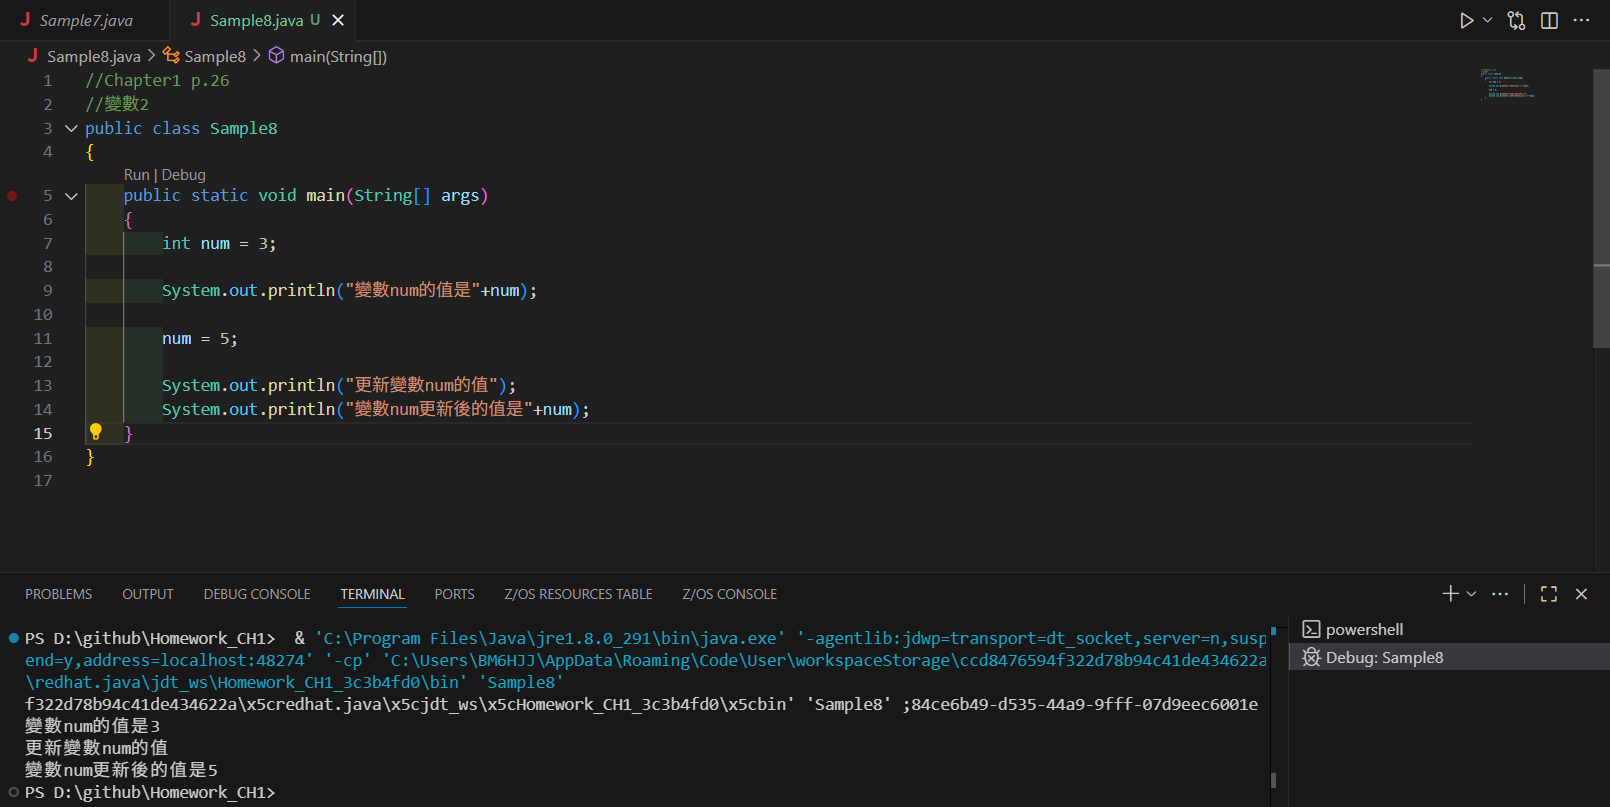 Sample7.java
Sample8.java U
Sample8.java > Sample8 > main(String[])
1 //Chapter1 p.26
2 //變數2
3 public class Sample8
4 {
Run | Debug
5 public static void main(String[] args)
6 {
7 int num = 3;
8
9 System.out.println("變數num的值是"+num);
10
11 num = 5;
12
13 System.out.println("更新變數num的值");
14 System.out.println("變數num更新後的值是"+num);
15 }
16 }
17
PROBLEMS OUTPUT DEBUG CONSOLE TERMINAL PORTS Z/OS RESOURCES TABLE Z/OS CONSOLE
PS D:\github\Homework_CH1>  & 'C:\Program Files\Java\jre1.8.0_291\bin\java.exe' '-agentlib:jdwp=transport=dt_socket,server=n,susp
end=y,address=localhost:48274' '-cp' 'C:\Users\BM6HJJ\AppData\Roaming\Code\User\workspaceStorage\ccd8476594f322d78b94c41de434622a
\redhat.java\jdt_ws\Homework_CH1_3c3b4fd0\bin' 'Sample8'
f322d78b94c41de434622a\x5credhat.java\x5cjdt_ws\x5cHomework_CH1_3c3b4fd0\x5cbin' 'Sample8' ;84ce6b49-d535-44a9-9fff-07d9eec6001e
變數num的值是3
更新變數num的值
變數num更新後的值是5
PS D:\github\Homework_CH1>
powershell
Debug: Sample8